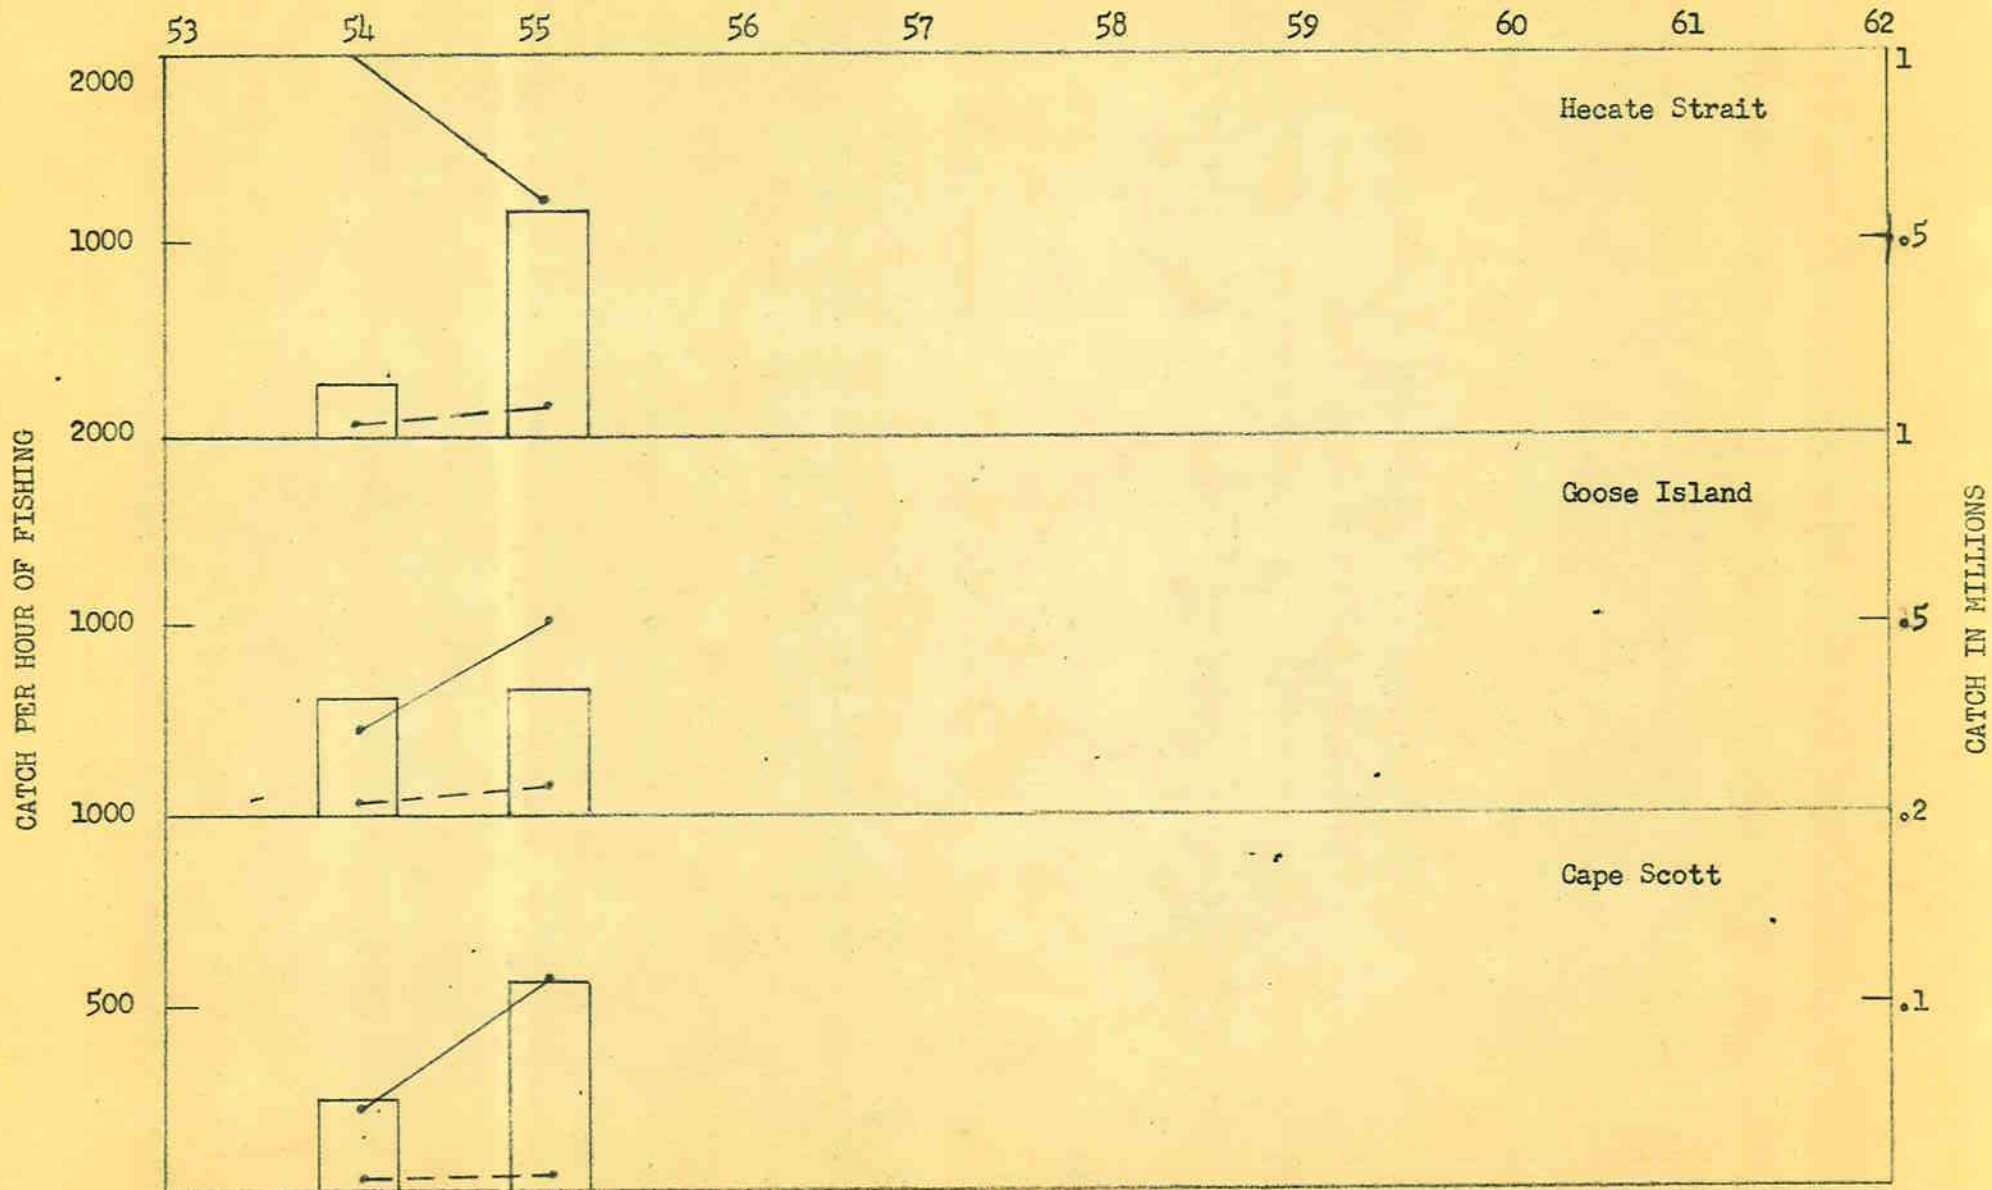 53 54 55 56 57 58 59 60 61 62
2000
1
Hecate Strait
1000
.5
2000
1
Goose Island
CATCH PER HOUR OF FISHING
CATCH IN MILLIONS
1000
.5
1000
.2
Cape Scott
500
.1